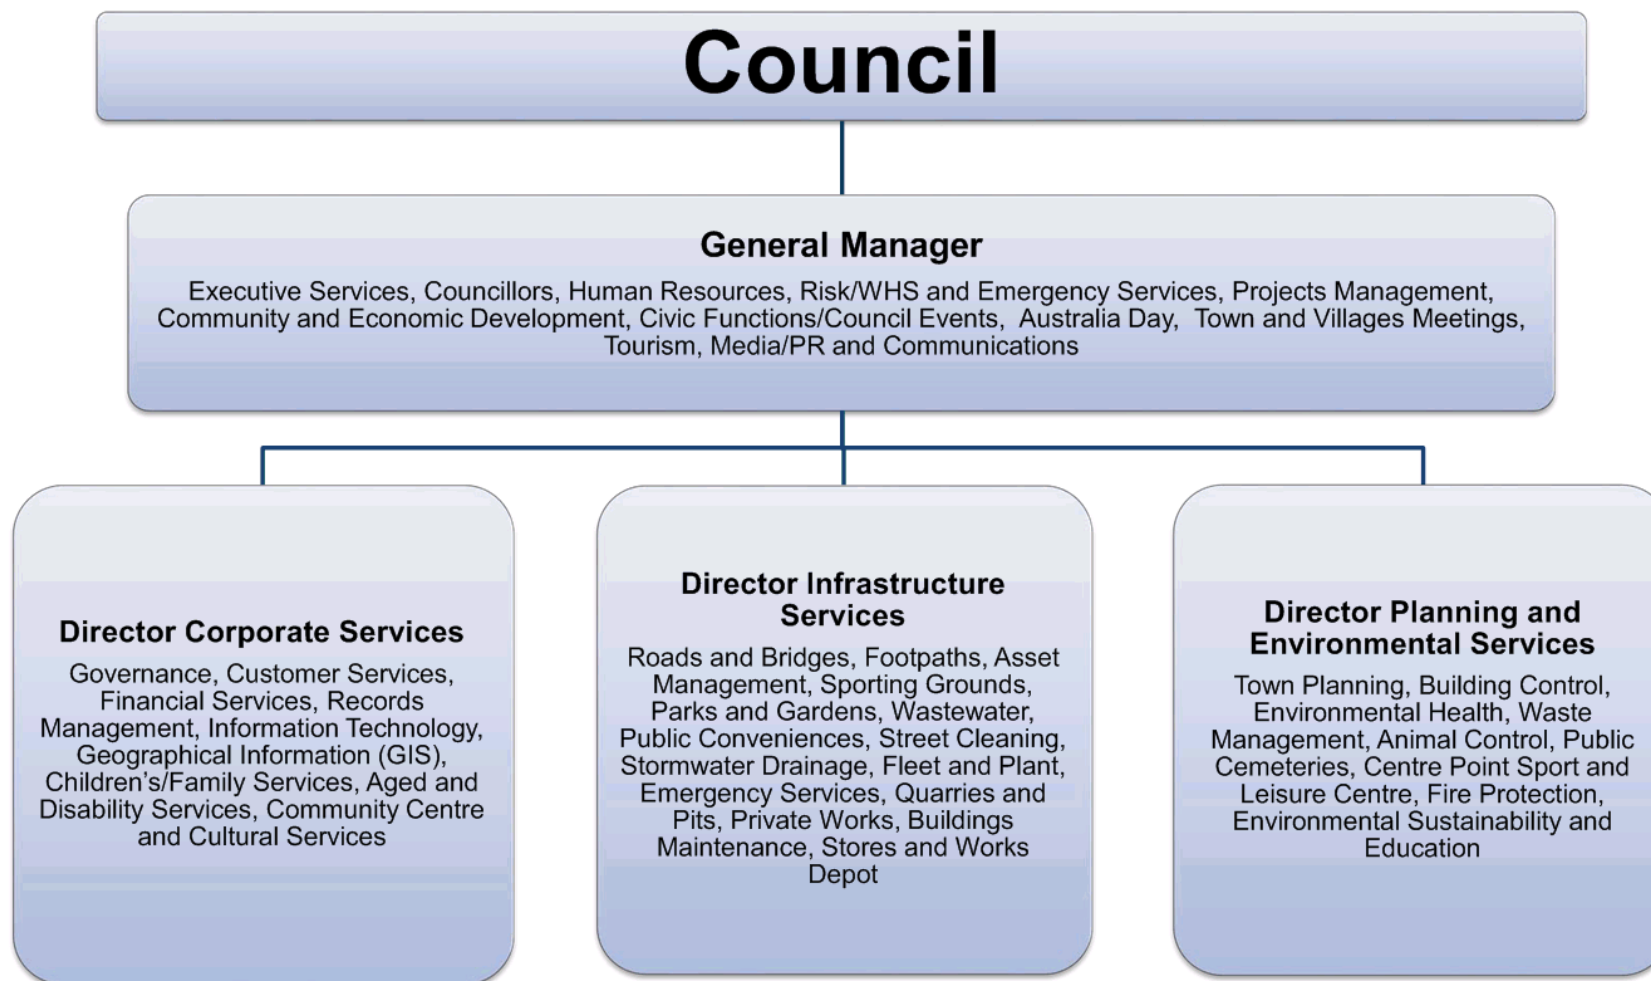 Council
General Manager
Executive Services, Councillors, Human Resources, Risk/WHS and Emergency Services, Projects Management,
Community and Economic Development, Civic Functions/Council Events,  Australia Day,  Town and Villages Meetings,
Tourism, Media/PR and Communications
Director Corporate Services
Governance, Customer Services,
Financial Services, Records
Management, Information Technology,
Geographical Information (GIS),
Children’s/Family Services, Aged and
Disability Services, Community Centre
and Cultural Services
Director Infrastructure
Services
Roads and Bridges, Footpaths, Asset
Management, Sporting Grounds,
Parks and Gardens, Wastewater,
Public Conveniences, Street Cleaning,
Stormwater Drainage, Fleet and Plant,
Emergency Services, Quarries and
Pits, Private Works, Buildings
Maintenance, Stores and Works
Depot
Director Planning and
Environmental Services
Town Planning, Building Control,
Environmental Health, Waste
Management, Animal Control, Public
Cemeteries, Centre Point Sport and
Leisure Centre, Fire Protection,
Environmental Sustainability and
Education